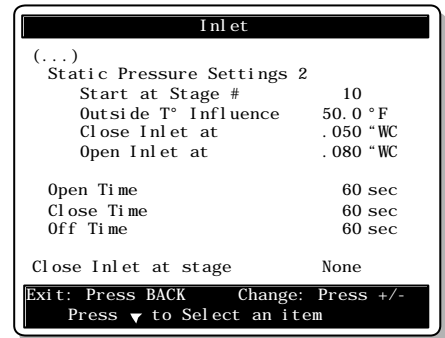 Inlet
(...)
Static Pressure Settings 2
Start at Stage # 10
Outside T° Influence 50.0°F
Close Inlet at .050 “WC
Open Inlet at .080 “WC
Open Time 60 sec
Close Time 60 sec
Off Time 60 sec
Close Inlet at stage None
Exit: Press BACK Change: Press +/-
Press ▼ to Select an item